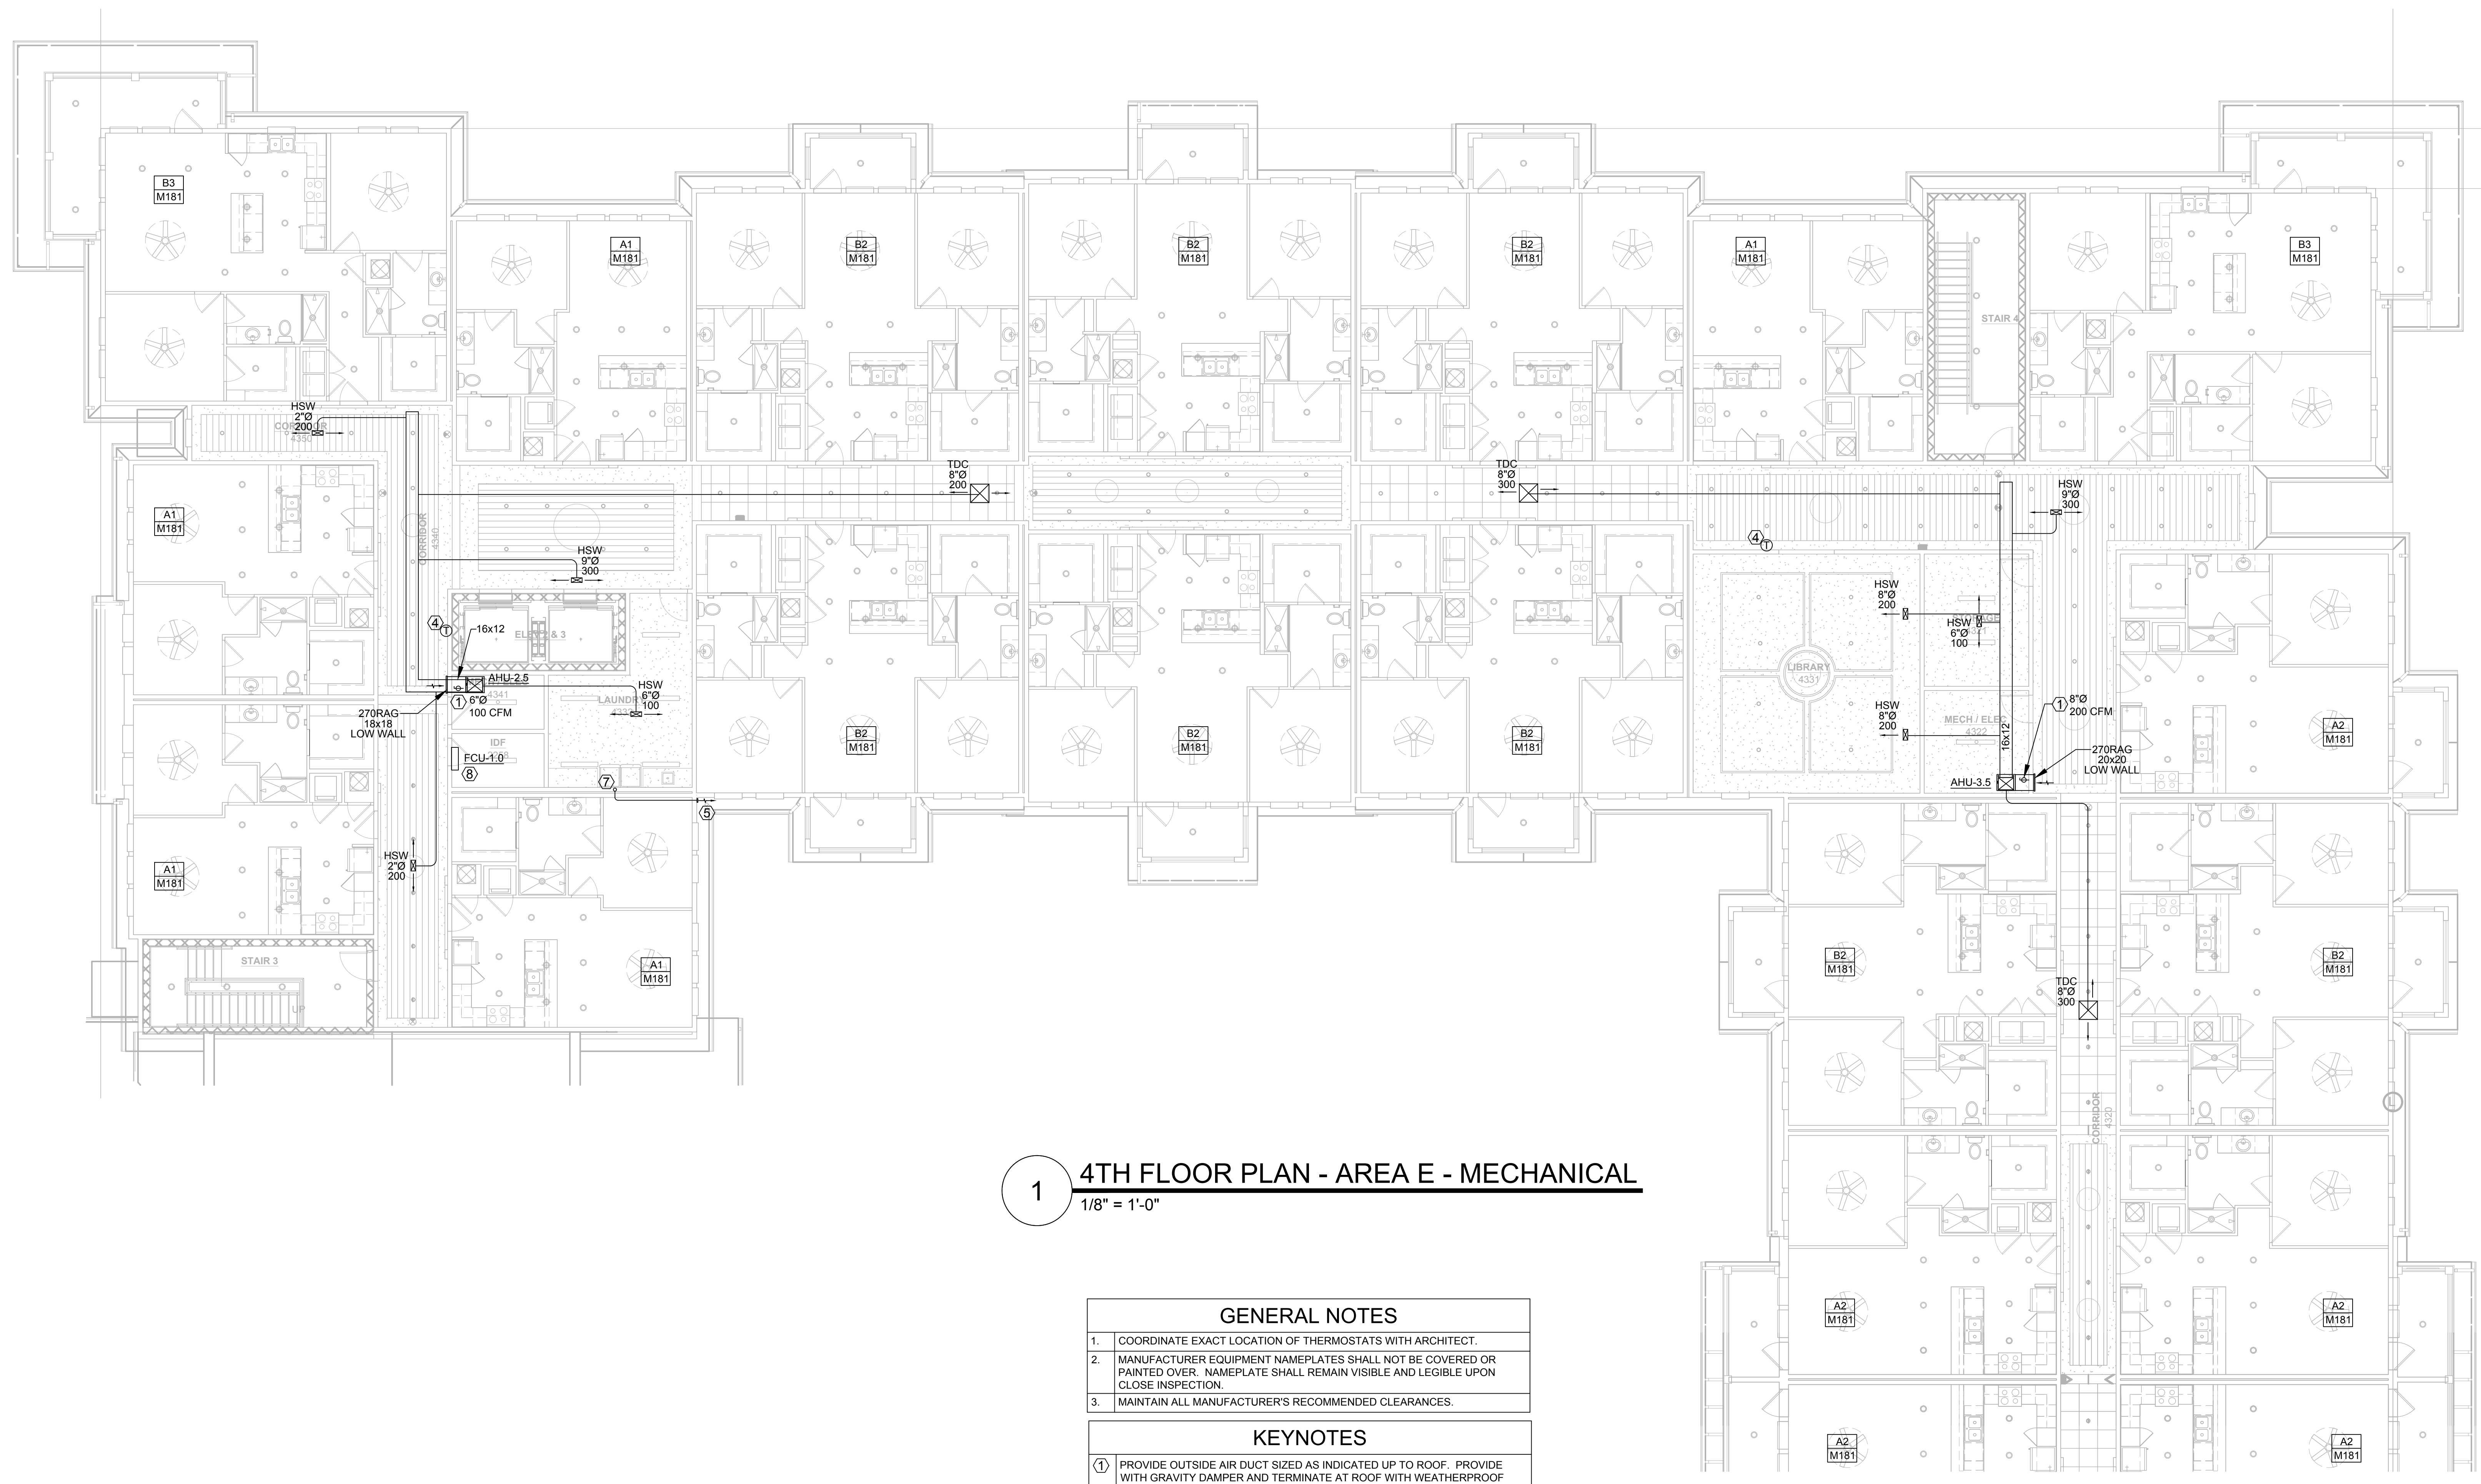 B3
M181
A1
M181
B2
M181
B2
M181
B2
M181
A1
M181
B3
M181
STAIR 4
HSW
2"Ø
200
CORRIDOR
4350
TDC
8"Ø
200
TDC
8"Ø
300
HSW
9"Ø
300
A1
M181
CORRIDOR
4340
HSW
9"Ø
300
4
T
4
T
16x12
ELEV 2 & 3
HSW
8"Ø
200
HSW
6"Ø
100
LIBRARY
4331
AHU-2.5
4341
1
6"Ø
100 CFM
HSW
6"Ø
100
LAUNDRY
270RAG
18x18
LOW WALL
IDF
FCU-1.0
8
7
5
B2
M181
B2
M181
B2
M181
HSW
8"Ø
200
MECH / ELEC
4322
16x12
1
8"Ø
200 CFM
270RAG
20x20
LOW WALL
AHU-3.5
A2
M181
A1
M181
HSW
2"Ø
200
STAIR 3
UP
A1
M181
B2
M181
B2
M181
TDC
8"Ø
300
CORRIDOR
4320
1
4TH FLOOR PLAN - AREA E - MECHANICAL
1/8" = 1'-0"
A2
M181
A2
M181
A2
M181
A2
M181
GENERAL NOTES
1. COORDINATE EXACT LOCATION OF THERMOSTATS WITH ARCHITECT.
2. MANUFACTURER EQUIPMENT NAMEPLATES SHALL NOT BE COVERED OR
PAINTED OVER. NAMEPLATE SHALL REMAIN VISIBLE AND LEGIBLE UPON
CLOSE INSPECTION.
3. MAINTAIN ALL MANUFACTURER'S RECOMMENDED CLEARANCES.
KEYNOTES
1 PROVIDE OUTSIDE AIR DUCT SIZED AS INDICATED UP TO ROOF. PROVIDE
WITH GRAVITY DAMPER AND TERMINATE AT ROOF WITH WEATHERPROOF